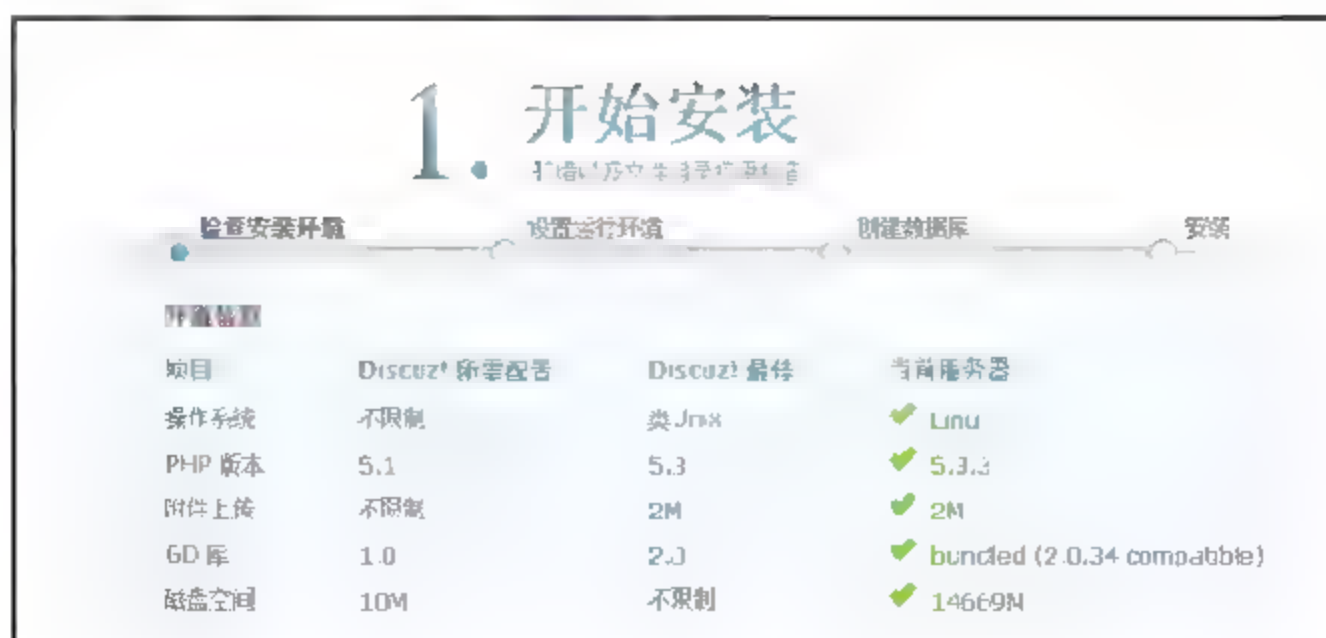 1. 开始安装
检查安装环境 设置运行环境 创建数据库 安装
项目 Discuz! 所需配置 Discuz! 最佳 当前服务器
操作系统 不限制 类Unix Linu
PHP 版本 5.1 5.3 5.3.3
附件上传 不限制 2M 2M
GD 库 1.0 2.0 bundled (2.0.34 compatible)
磁盘空间 10M 不限制 14669M